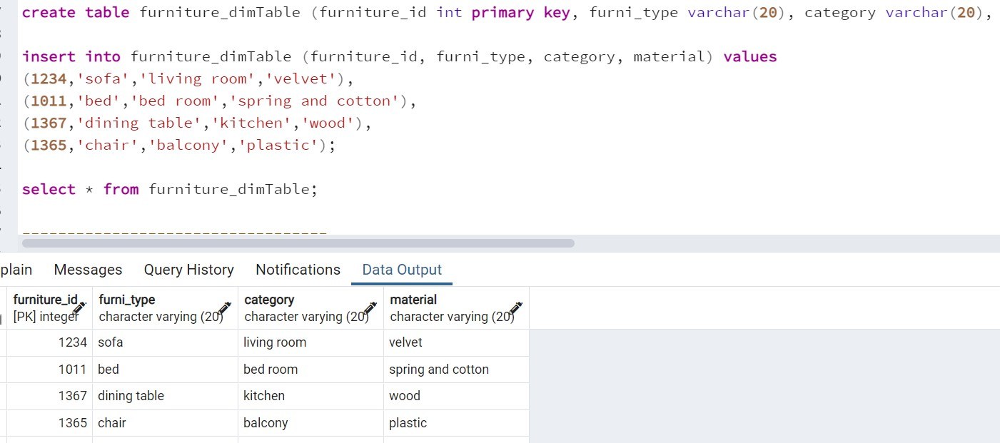 create table furniture_dimTable (furniture_id int primary key, furni_type varchar(20), category varchar(20),
insert into furniture_dimTable (furniture_id, furni_type, category, material) values
(1234,'sofa','living room','velvet'),
(1011,'bed','bed room','spring and cotton'),
(1367,'dining table','kitchen','wood'),
(1365,'chair','balcony','plastic');
select * from furniture_dimTable;
----------------------------------
plain Messages Query History Notifications Data Output
furniture_id furni_type category material
[PK] integer character varying (20) character varying (20) character varying (20)
1234 sofa living room velvet
1011 bed bed room spring and cotton
1367 dining table kitchen wood
1365 chair balcony plastic